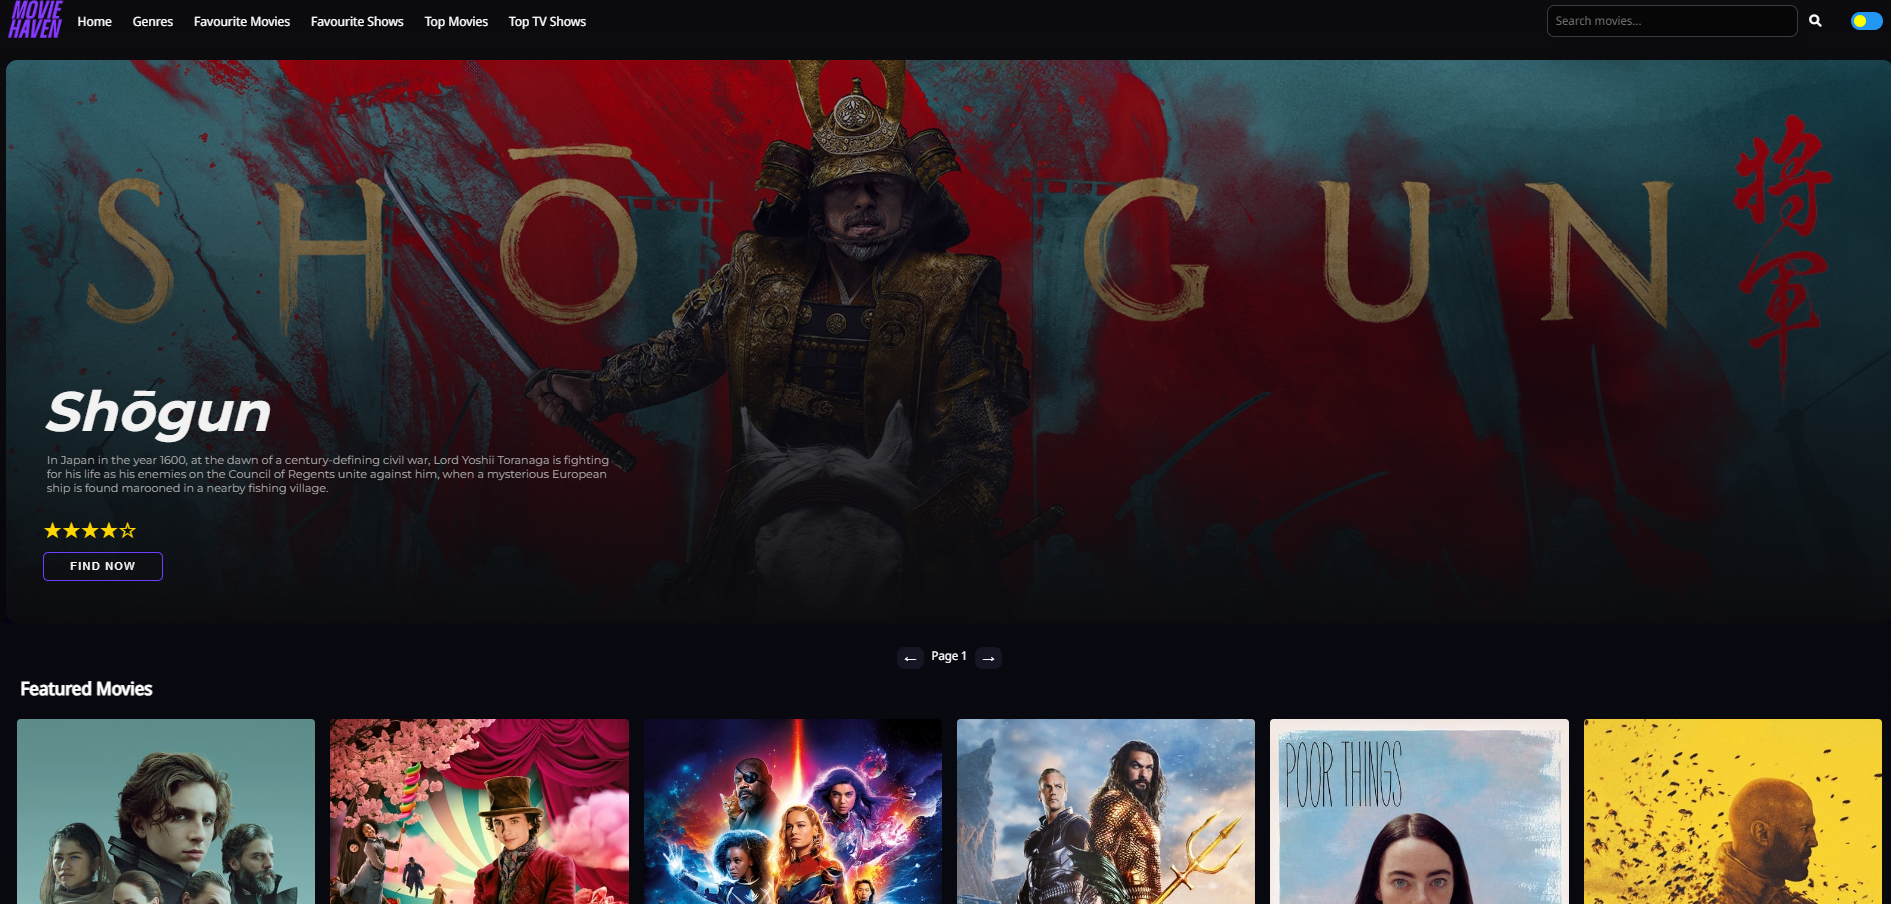 MOVIE
HAVEN
Home Genres Favourite Movies Favourite Shows Top Movies Top TV Shows
Search movies...
SHŌGUN
将軍
Shōgun
In Japan in the year 1600, at the dawn of a century-defining civil war, Lord Yoshii Toranaga is fighting
for his life as his enemies on the Council of Regents unite against him, when a mysterious European
ship is found marooned in a nearby fishing village.
★★★★☆
FIND NOW
← Page 1 →
Featured Movies
POOR THINGS